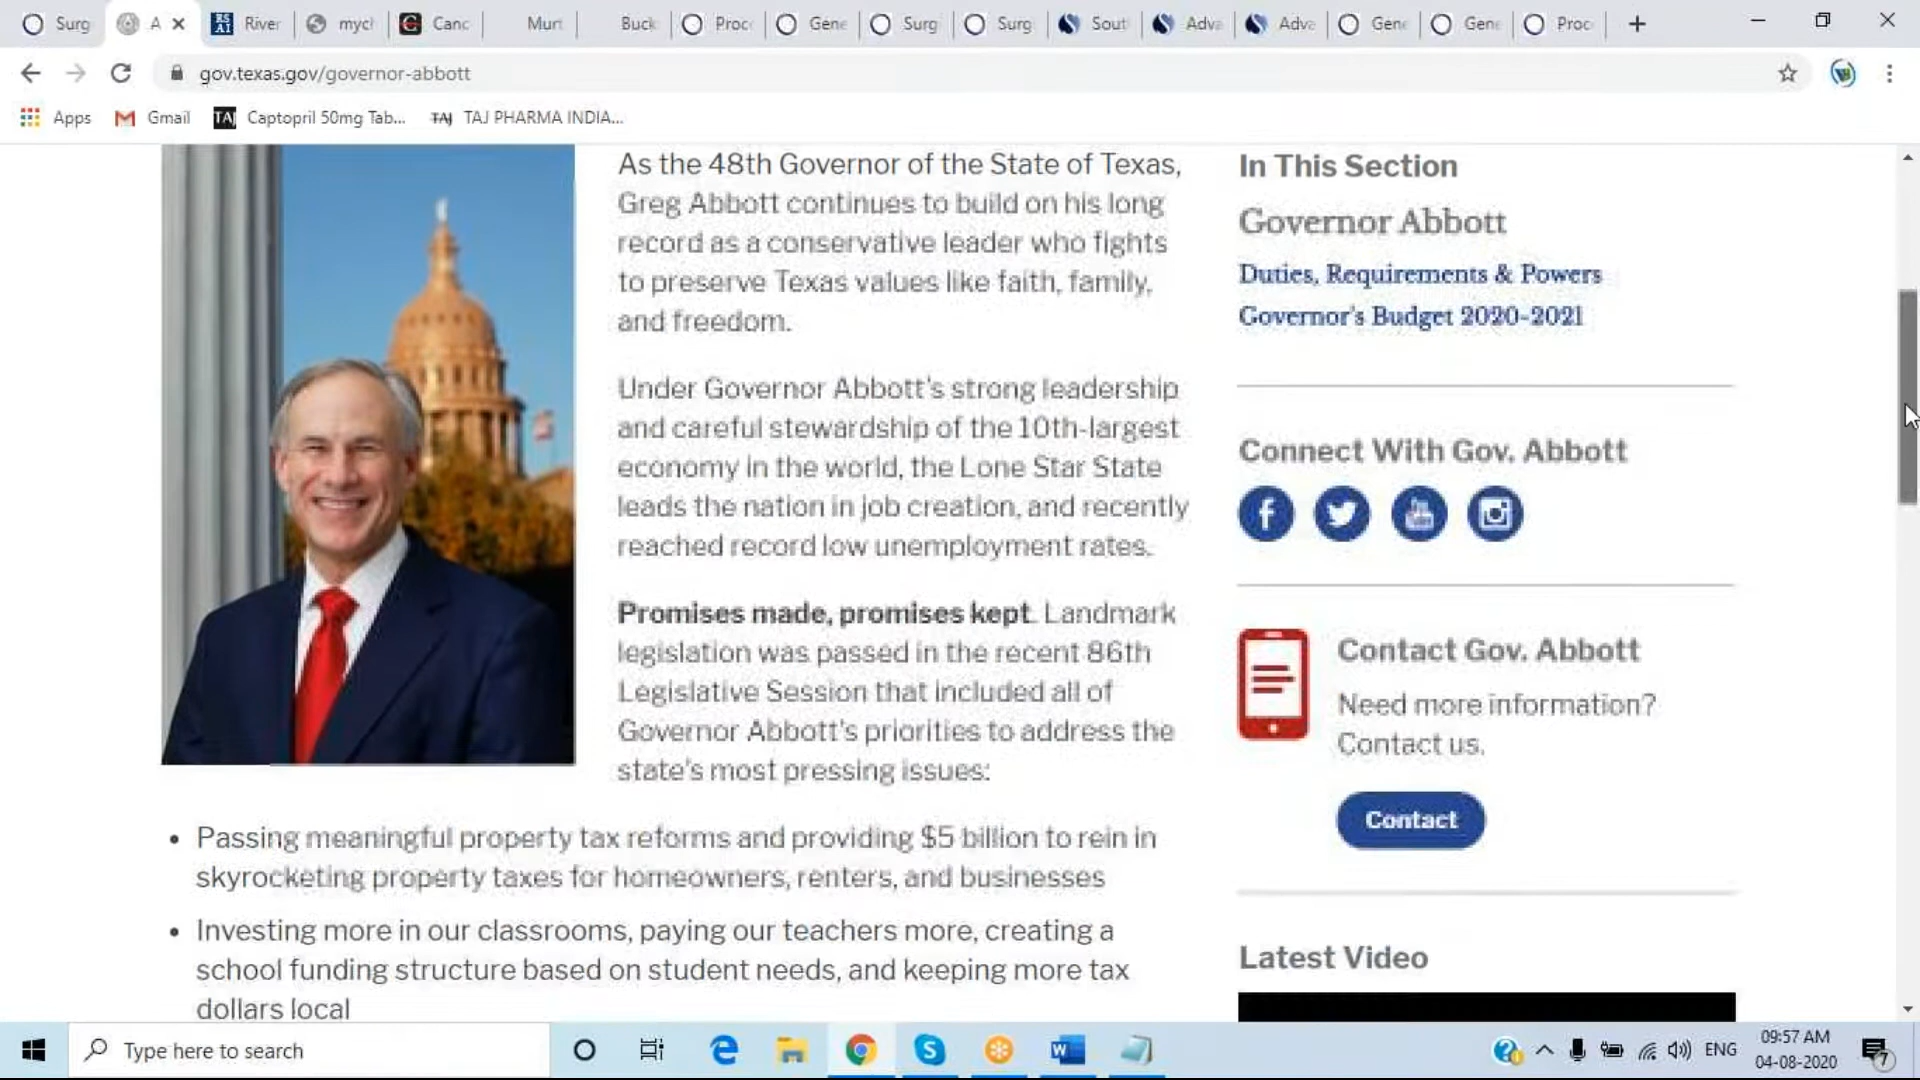 Surg
A
River
mycl
Canc
Murt
Buck
Proc
Gene
Surg
Surg
Sout
Adva
Adva
Gene
Gene
Proc
gov.texas.gov/governor-abbott
Apps
Gmail
TAJ
Captopril 50mg Tab...
TAJ
TAJ PHARMA INDIA...
As the 48th Governor of the State of Texas,
Greg Abbott continues to build on his long
record as a conservative leader who fights
to preserve Texas values like faith, family,
and freedom.
Under Governor Abbott's strong leadership
and careful stewardship of the 10th-largest
economy in the world, the Lone Star State
leads the nation in job creation, and recently
reached record low unemployment rates.
Promises made, promises kept. Landmark
legislation was passed in the recent 86th
Legislative Session that included all of
Governor Abbott's priorities to address the
state's most pressing issues:
• Passing meaningful property tax reforms and providing $5 billion to rein in
skyrocketing property taxes for homeowners, renters, and businesses
• Investing more in our classrooms, paying our teachers more, creating a
school funding structure based on student needs, and keeping more tax
dollars local
In This Section
Governor Abbott
Duties, Requirements & Powers
Governor's Budget 2020-2021
Connect With Gov. Abbott
Contact Gov. Abbott
Need more information?
Contact us.
Contact
Latest Video
Type here to search
ENG
09:57 AM
04-08-2020
7